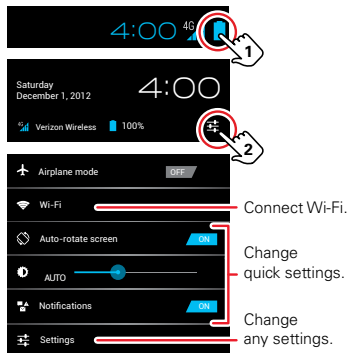 4:00 4G
1
Saturday
December 1, 2012
4:00
4G Verizon Wireless 100%
2
Airplane mode OFF
Wi-Fi
Connect Wi-Fi.
Auto-rotate screen ON
Change
quick settings.
AUTO
Notifications ON
Change
any settings.
Settings